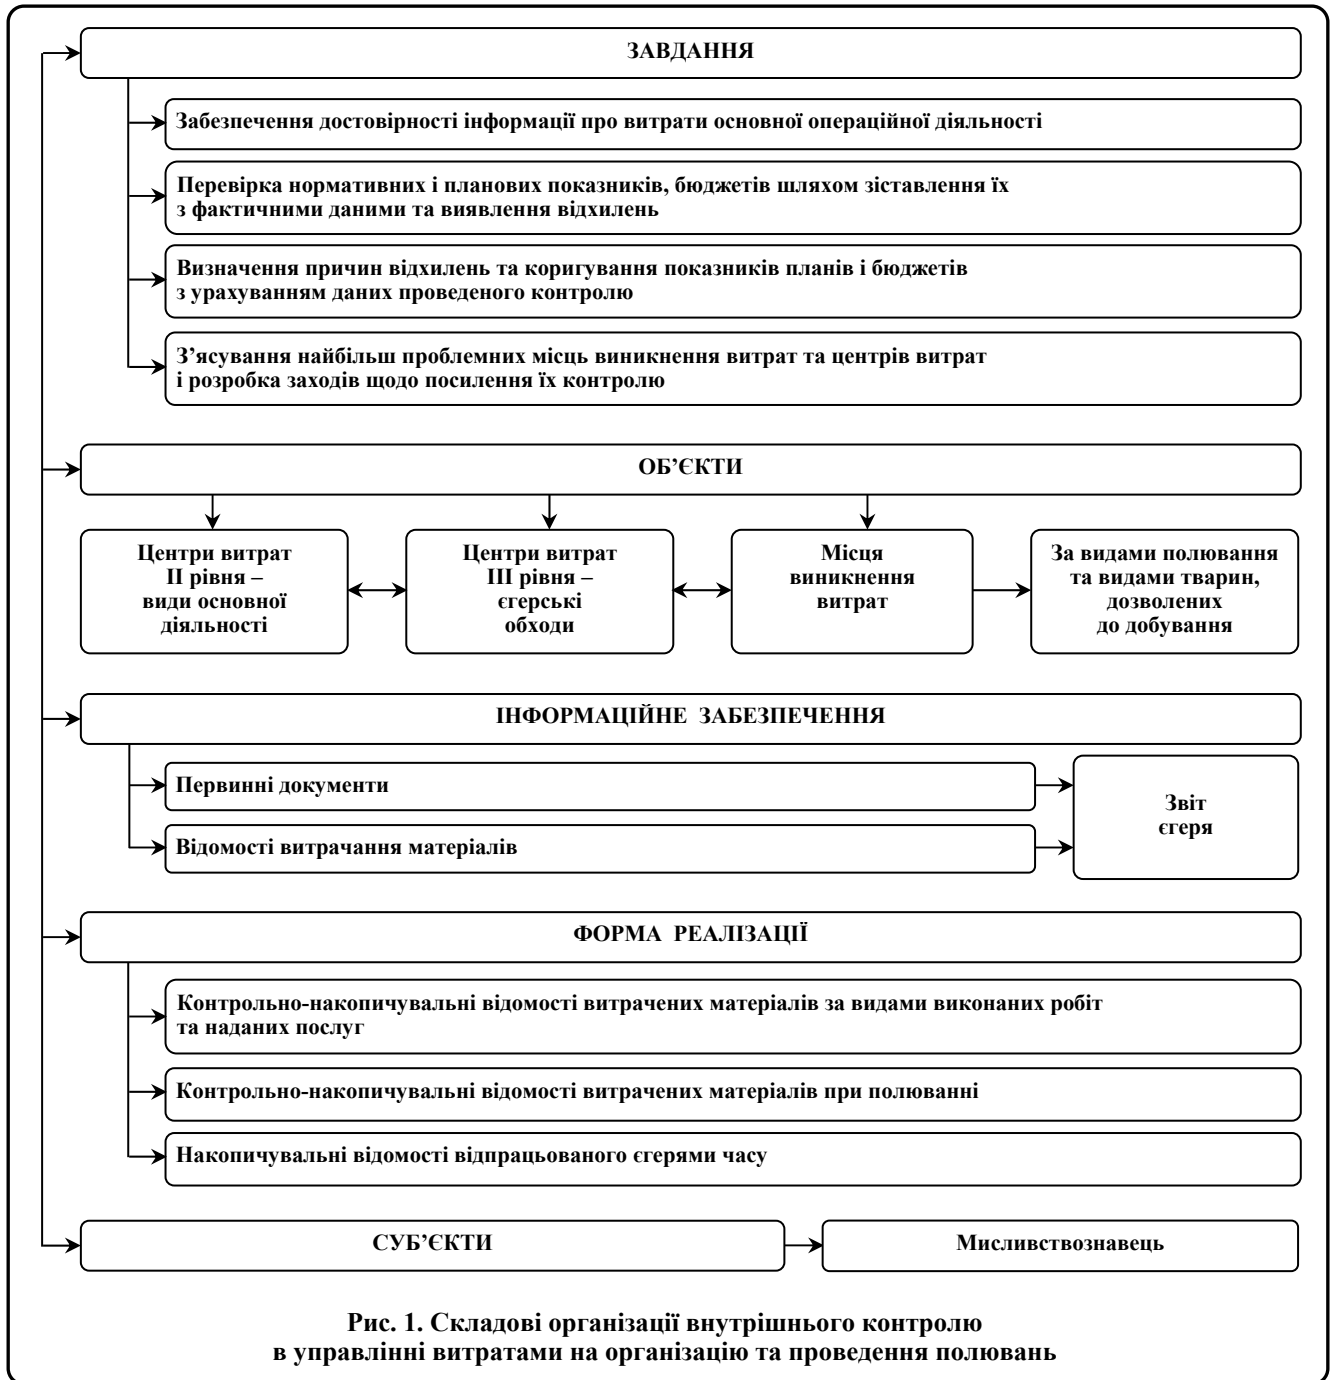 ЗАВДАННЯ
Забезпечення достовірності інформації про витрати основної операційної діяльності
Перевірка нормативних і планових показників, бюджетів шляхом зіставлення їх
з фактичними даними та виявлення відхилень
Визначення причин відхилень та коригування показників планів і бюджетів
з урахуванням даних проведеного контролю
З’ясування найбільш проблемних місць виникнення витрат та центрів витрат
і розробка заходів щодо посилення їх контролю
ОБ’ЄКТИ
Центри витрат
ІІ рівня –
види основної
діяльності
Центри витрат
ІІІ рівня –
єгерські
обходи
Місця
виникнення
витрат
За видами полювання
та видами тварин,
дозволених
до добування
ІНФОРМАЦІЙНЕ ЗАБЕЗПЕЧЕННЯ
Первинні документи
Відомості витрачання матеріалів
Звіт
єгеря
ФОРМА РЕАЛІЗАЦІЇ
Контрольно-накопичувальні відомості витрачених матеріалів за видами виконаних робіт
та наданих послуг
Контрольно-накопичувальні відомості витрачених матеріалів при полюванні
Накопичувальні відомості відпрацьованого єгерями часу
СУБ’ЄКТИ
Мисливствознавець
Рис. 1. Складові організації внутрішнього контролю
в управлінні витратами на організацію та проведення полювань